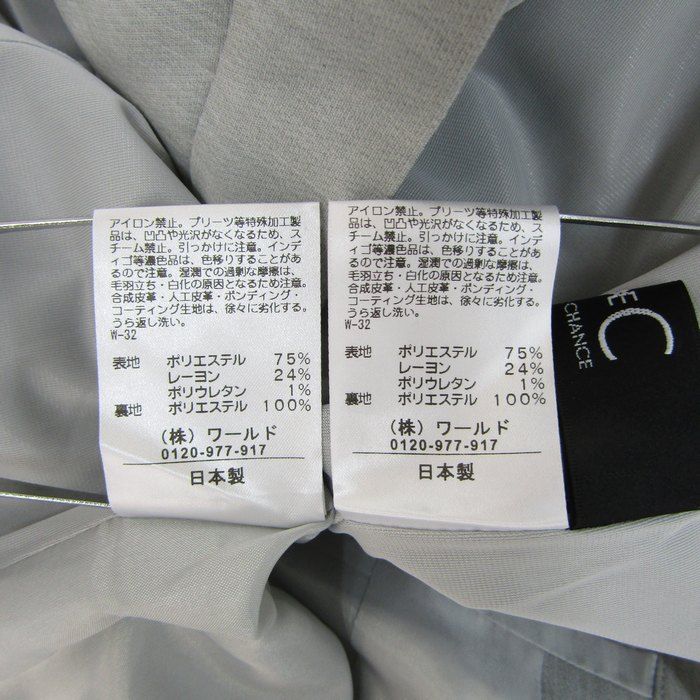 アイロン禁止。プリーツ等特殊加工製
品は、凹凸や光沢がなくなるため、ス
チーム禁止。引っかけに注意。インデ
ィゴ等濃色品は、色移りすることがあ
るので注意。湿潤での過剰な摩擦は、
毛羽立ち・白化の原因となるため注意。
合成皮革・人工皮革・ボンディング・
コーティング生地は、徐々に劣化する。
うら返し洗い。
W-32
表地 ポリエステル 75%
レーヨン 24%
ポリウレタン 1%
裏地 ポリエステル 100%
(株) ワールド
0120-977-917
日本製
アイロン禁止。プリーツ等特殊加工製
品は、凹凸や光沢がなくなるため、ス
チーム禁止。引っかけに注意。インデ
ィゴ等濃色品は、色移りすることがあ
るので注意。湿潤での過剰な摩擦は、
毛羽立ち・白化の原因となるため注意。
合成皮革・人工皮革・ボンディング・
コーティング生地は、徐々に劣化する。
うら返し洗い。
W-32
表地 ポリエステル 75%
レーヨン 24%
ポリウレタン 1%
裏地 ポリエステル 100%
(株) ワールド
0120-977-917
日本製
C
CHANCE